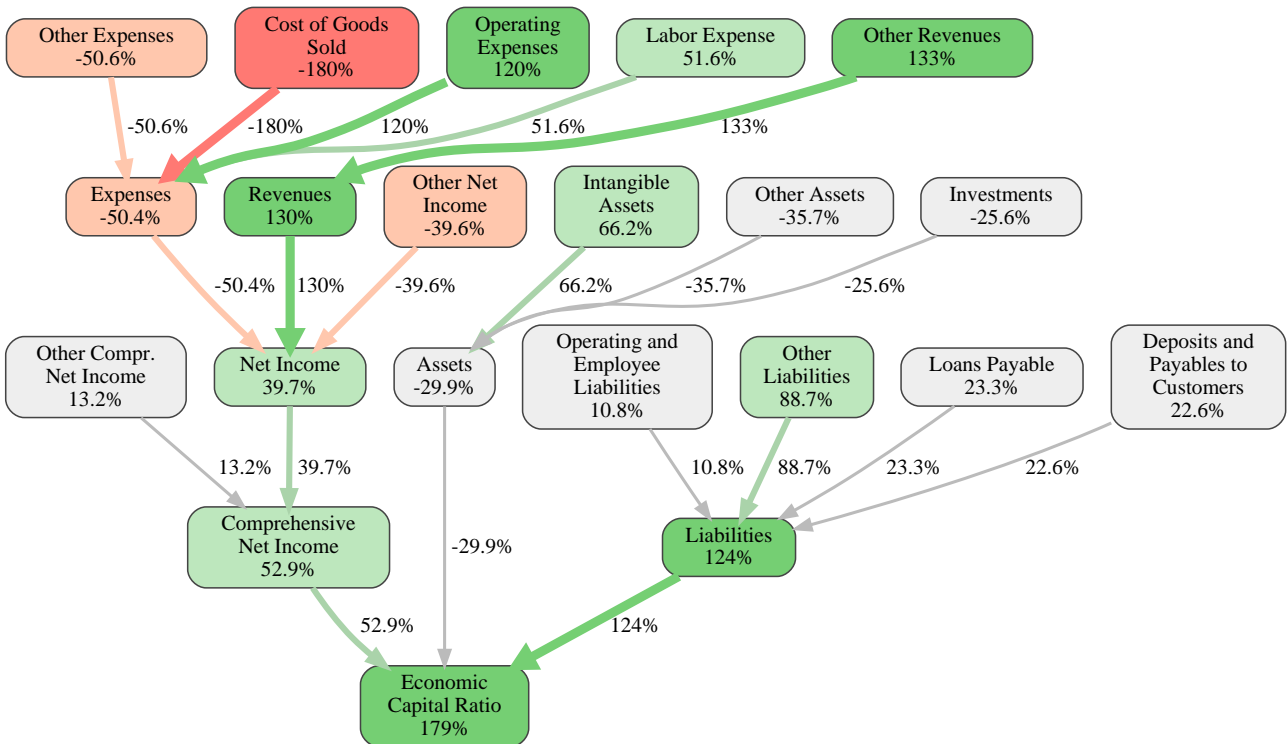 Other Expenses
-50.6%
Cost of Goods
Sold
-180%
Operating
Expenses
120%
Labor Expense
51.6%
Other Revenues
133%
-50.6%
-180%
120%
51.6%
133%
Expenses
-50.4%
Revenues
130%
Other Net
Income
-39.6%
Intangible
Assets
66.2%
Other Assets
-35.7%
Investments
-25.6%
-50.4%
130%
-39.6%
66.2%
-35.7%
-25.6%
Other Compr.
Net Income
13.2%
Net Income
39.7%
Assets
-29.9%
Operating and
Employee
Liabilities
10.8%
Other
Liabilities
88.7%
Loans Payable
23.3%
Deposits and
Payables to
Customers
22.6%
13.2%
39.7%
10.8%
88.7%
23.3%
22.6%
Comprehensive
Net Income
52.9%
-29.9%
Liabilities
124%
52.9%
124%
Economic
Capital Ratio
179%